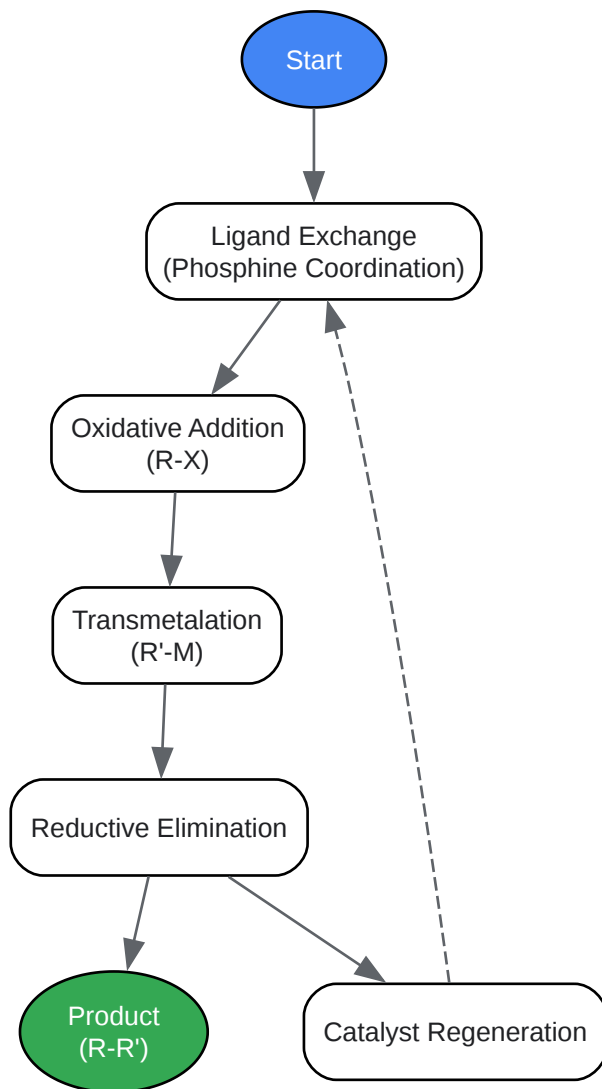 Start
Ligand Exchange
(Phosphine Coordination)
Oxidative Addition
(R-X)
Transmetalation
(R'-M)
Reductive Elimination
Product
(R-R')
Catalyst Regeneration